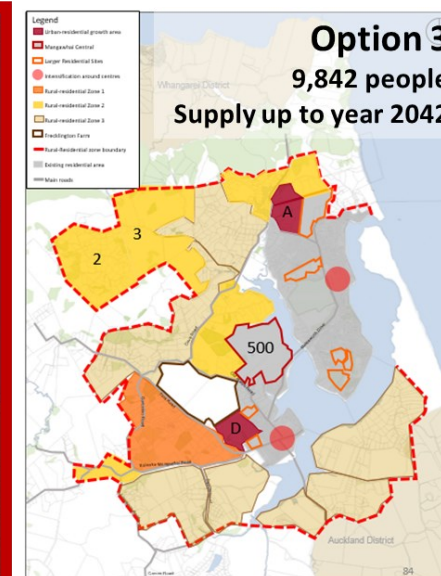 Legend
Urban-residential growth area
Mangawhai Central
Larger Residential Sites
Intensification around centres
Rural-residential Zone 1
Rural-residential Zone 2
Rural-residential Zone 3
Frecklington Farm
Rural-Residential zone boundary
Existing residential area
Main roads
Option 3
9,842 people
Supply up to year 2042
Whangarei District
A
3
2
500
D
Auckland District
84